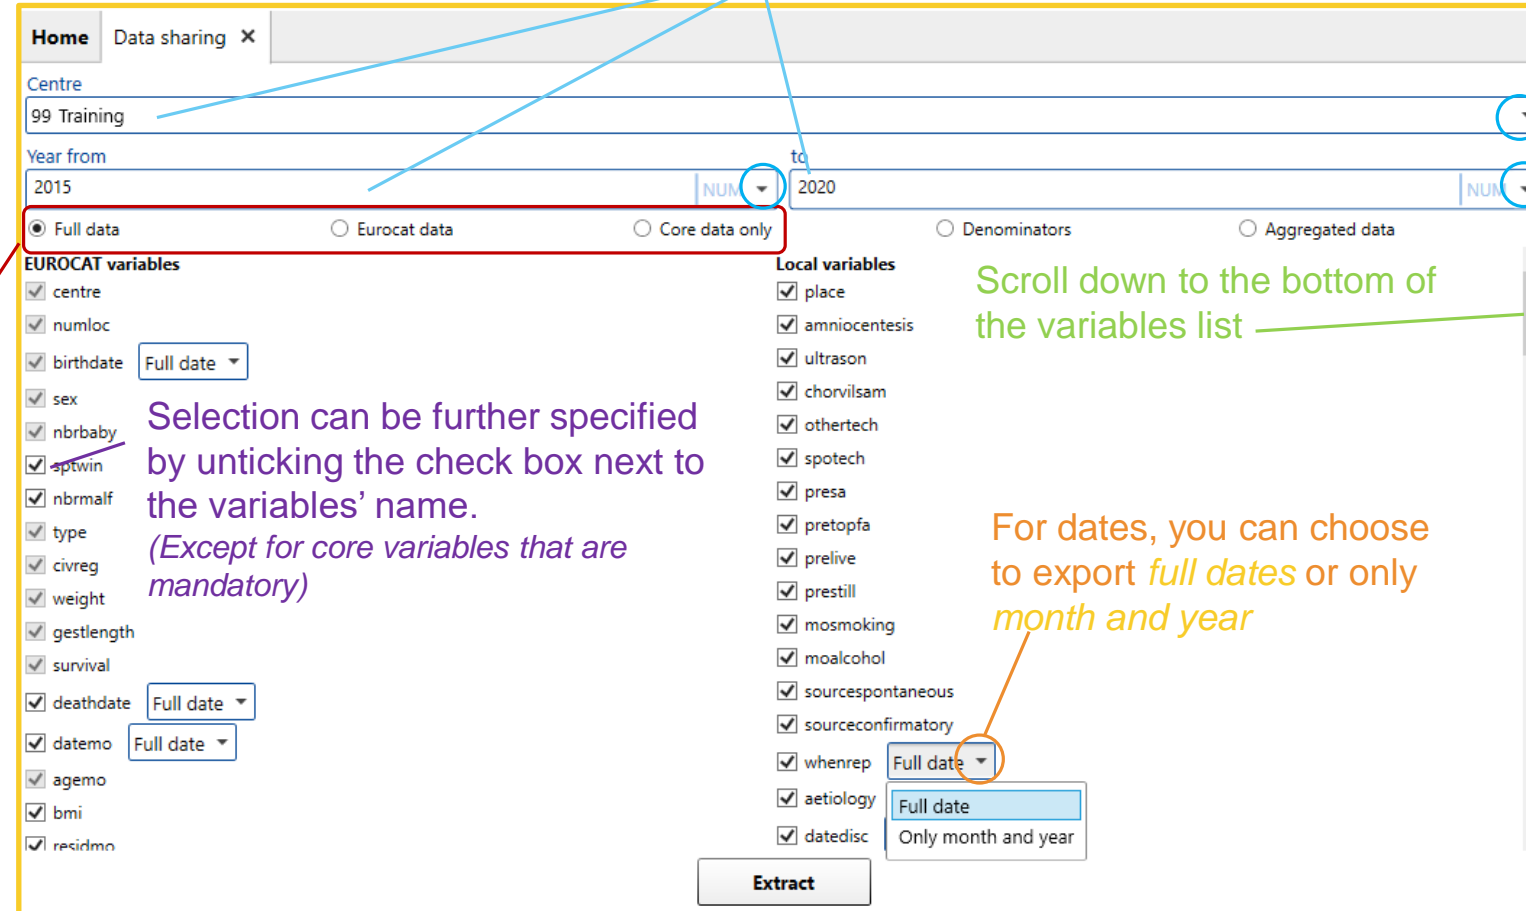 Home Data sharing ×
Centre
99 Training
Year from to
2015 NUM 2020 NUM
Full data Eurocat data Core data only Denominators Aggregated data
EUROCAT variables
centre
numloc
birthdate Full date
sex
nbrbaby
sptwin
nbrmalf
type
civreg
weight
gestlength
survival
deathdate Full date
datemo Full date
agemo
bmi
residmo
Selection can be further specified
by unticking the check box next to
the variables’ name.
(Except for core variables that are
mandatory)
Local variables
place
amniocentesis
ultrason
chorvilsam
othertech
spotech
presa
pretopfa
prelive
prestill
mosmoking
moalcohol
sourcespontaneous
sourceconfirmatory
whenrep Full date
aetiology
datedisc
Full date
Only month and year
Scroll down to the bottom of
the variables list
For dates, you can choose
to export full dates or only
month and year
Extract